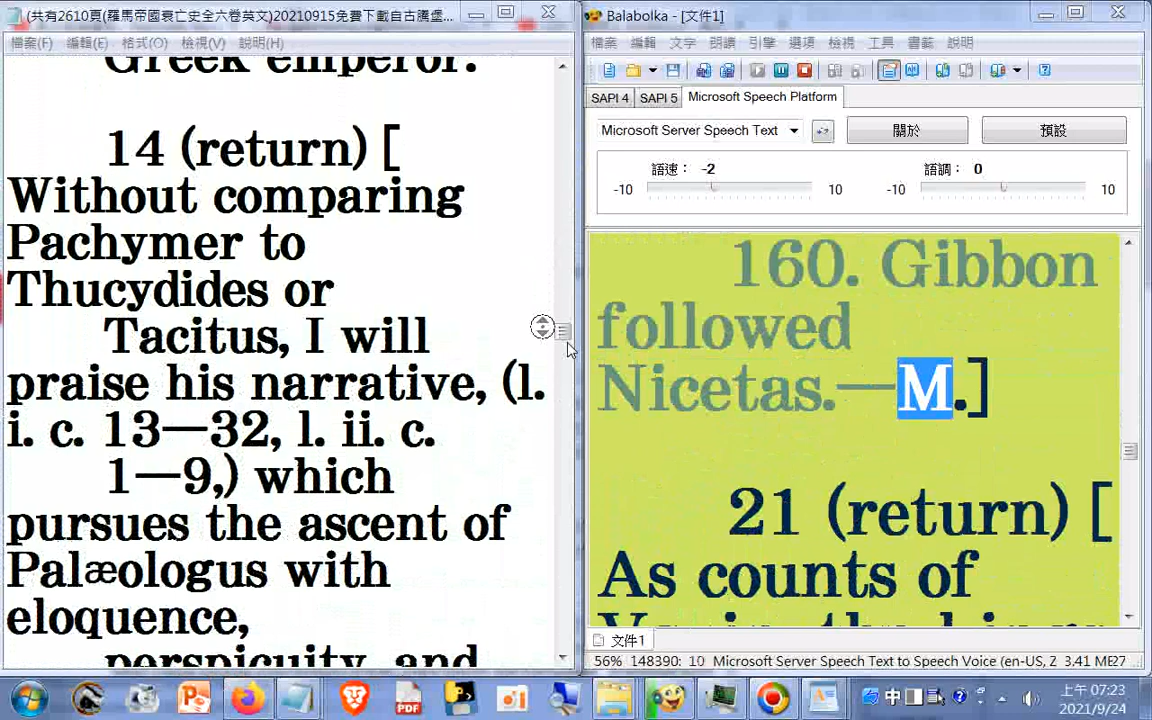 (共有2610頁(羅馬帝國衰亡史全六卷英文)20210915免費下載自古騰堡...
檔案(F) 編輯(E) 格式(O) 檢視(V) 說明(H)
Greek emperor.
14 (return) [
Without comparing
Pachymer to
Thucydides or
Tacitus, I will
praise his narrative, (l.
i. c. 13—32, l. ii. c.
1—9,) which
pursues the ascent of
Palæologus with
eloquence,
perspicuity, and
Balabolka - [文件1]
檔案 編輯 文字 朗讀 引擎 選項 檢視 工具 書籤 說明
SAPI 4 SAPI 5 Microsoft Speech Platform
Microsoft Server Speech Text 關於 預設
語速: -2 語調: 0
-10 10 -10 10
160. Gibbon
followed
Nicetas.—M.]
21 (return) [
As counts of
文件1
56% 148390: 10 Microsoft Server Speech Text to Speech Voice (en-US, Z 3.41 ME27
中
上午 07:23
2021/9/24